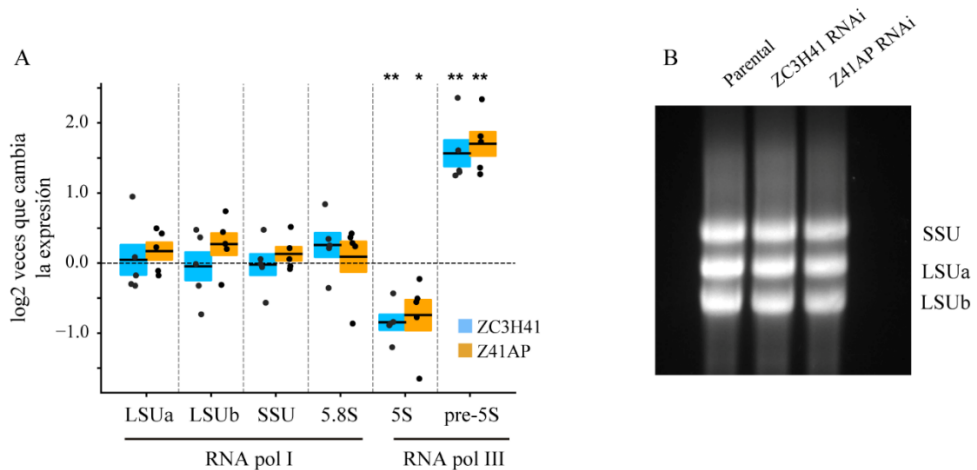 A
log2 veces que cambia
la expresión
2.0
1.0
0.0
−1.0
** * ** **
ZC3H41
Z41AP
LSUa LSUb SSU 5.8S 5S pre-5S
RNA pol I RNA pol III
B
Parental
ZC3H41 RNAi
Z41AP RNAi
SSU
LSUa
LSUb